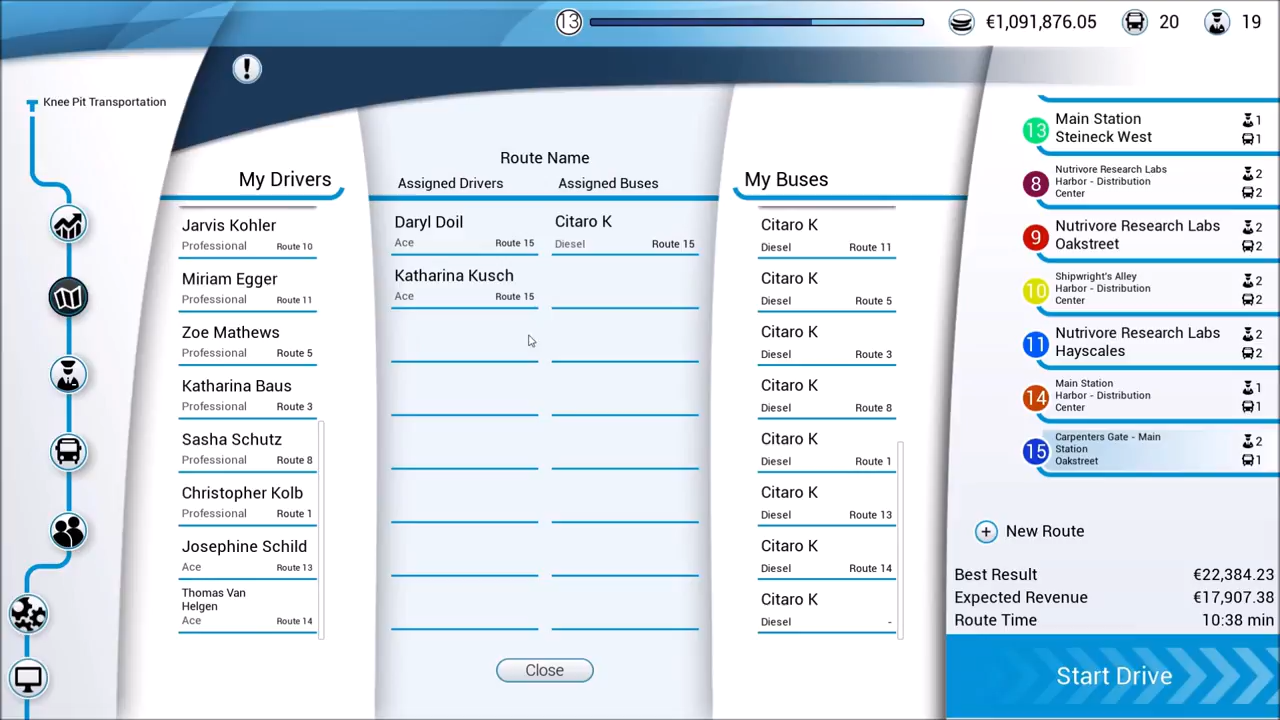 13
€1,091,876.05
20
19
!
Knee Pit Transportation
My Drivers
Jarvis Kohler
Professional Route 10
Miriam Egger
Professional Route 11
Zoe Mathews
Professional Route 5
Katharina Baus
Professional Route 3
Sasha Schutz
Professional Route 8
Christopher Kolb
Professional Route 1
Josephine Schild
Ace Route 13
Thomas Van
Helgen
Ace Route 14
Route Name
Assigned Drivers
Assigned Buses
Daryl Doil
Ace Route 15
Citaro K
Diesel Route 15
Katharina Kusch
Ace Route 15
Close
My Buses
Citaro K
Diesel Route 11
Citaro K
Diesel Route 5
Citaro K
Diesel Route 3
Citaro K
Diesel Route 8
Citaro K
Diesel Route 1
Citaro K
Diesel Route 13
Citaro K
Diesel Route 14
Citaro K
Diesel -
13
Main Station
Steineck West
1
1
8
Nutrivore Research Labs
Harbor - Distribution
Center
2
2
9
Nutrivore Research Labs
Oakstreet
2
2
10
Shipwright's Alley
Harbor - Distribution
Center
2
2
11
Nutrivore Research Labs
Hayscales
2
2
14
Main Station
Harbor - Distribution
Center
1
1
15
Carpenters Gate - Main
Station
Oakstreet
2
1
+ New Route
Best Result €22,384.23
Expected Revenue €17,907.38
Route Time 10:38 min
Start Drive